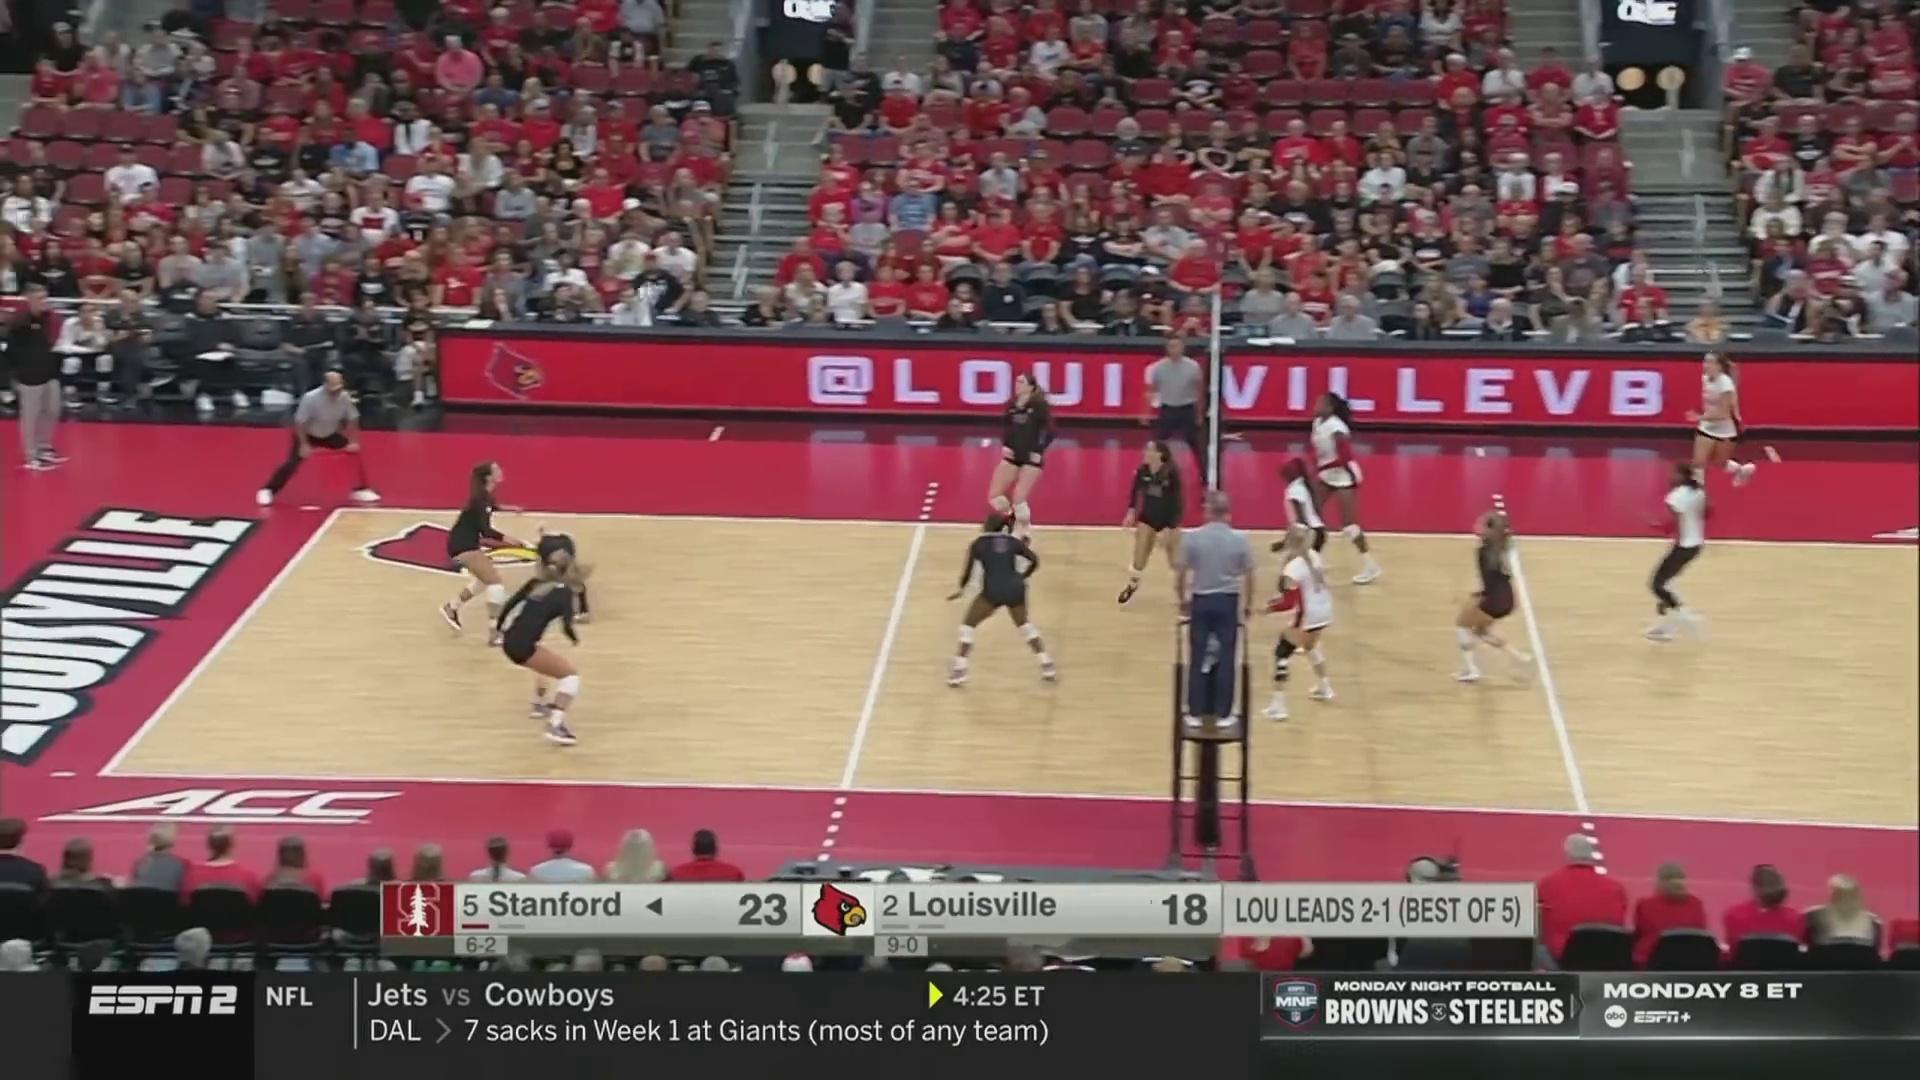 @LOUISVILLEVB
LOUISVILLE
ACC
5 Stanford 23
6-2
2 Louisville 18
9-0
LOU LEADS 2-1 (BEST OF 5)
ESPN2
NFL
Jets vs Cowboys
4:25 ET
DAL > 7 sacks in Week 1 at Giants (most of any team)
MNF
MONDAY NIGHT FOOTBALL
BROWNS X STEELERS
MONDAY 8 ET
abc ESPN+